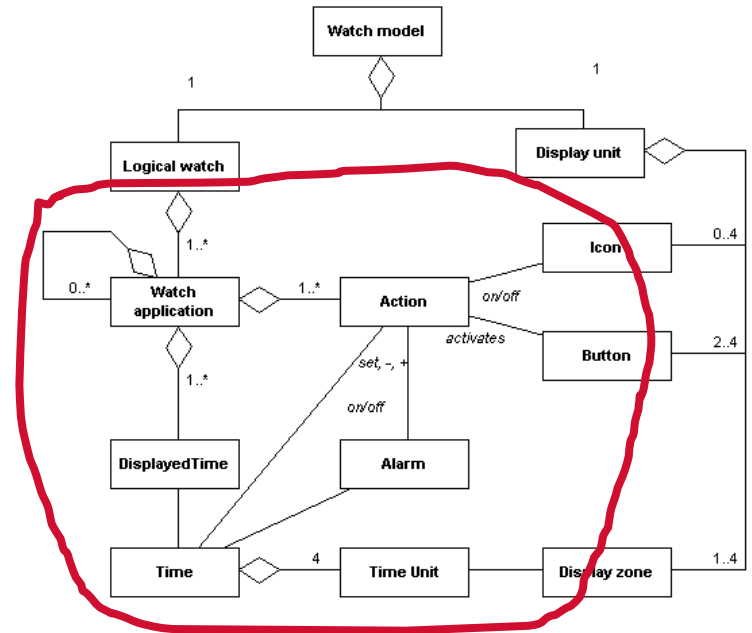 Watch model
1
1
Logical watch
Display unit
1..*
0..*
Watch
application
1..*
Action
on/off
Icon
0..4
activates
Button
2..4
1..*
set, -, +
on/off
DisplayedTime
Alarm
Time
4
Time Unit
Display zone
1..4